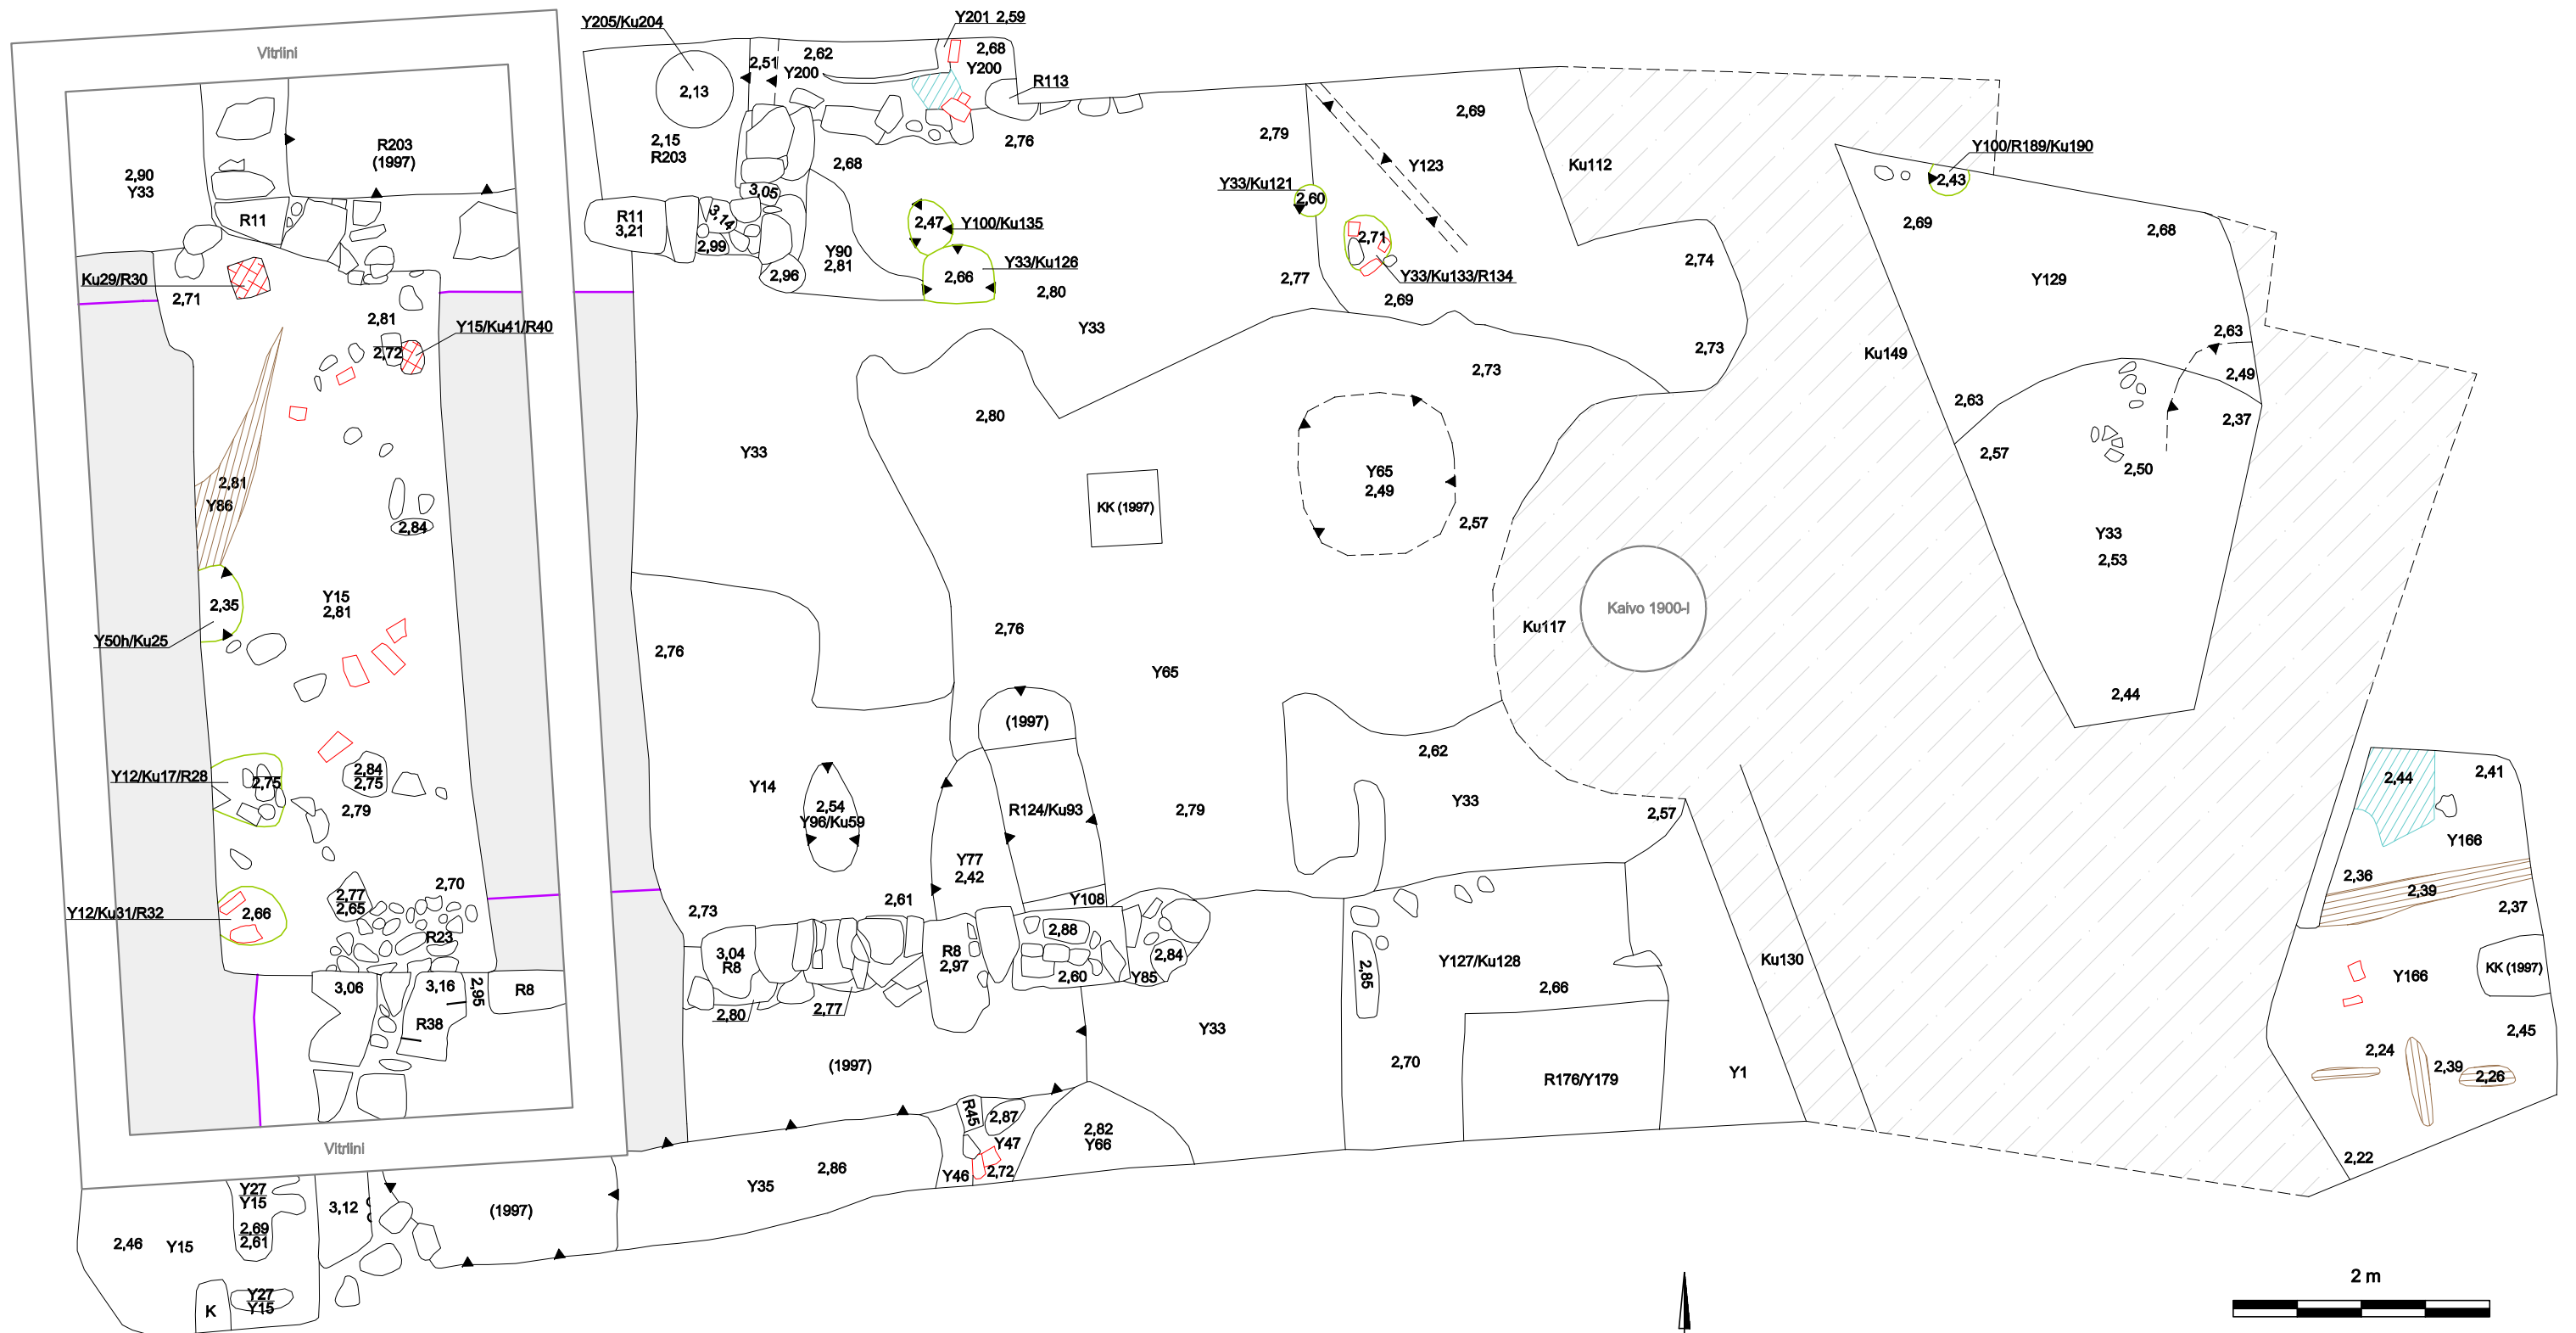 Vitriini
2,90
Y33
R203
(1997)
R11
Ku29/R30
2,71
2,81
Y15/Ku41/R40
2,72
2,81
Y86
2,84
2,35
Y15
2,81
Y50h/Ku25
Y12/Ku17/R28
2,75
2,84
2,75
2,79
2,77
2,65
2,70
Y12/Ku31/R32
2,66
R23
3,06
3,16
2,95
R8
R38
Vitriini
Y27
Y15
2,69
2,61
2,46
Y15
3,12
(1997)
K
Y27
Y15
Y205/Ku204
2,13
2,51
2,62
Y200
Y201 2,59
2,68
Y200
R113
2,15
R203
2,68
2,76
R11
3,21
3,05
3,14
2,99
2,96
Y90
2,81
2,47
Y100/Ku135
2,66
Y33/Ku126
2,80
Y33
2,79
Y33/Ku121
2,60
2,77
2,69
Y123
2,71
Y33/Ku133/R134
2,69
Ku112
2,74
2,73
Y33
2,80
2,73
KK (1997)
Y65
2,49
2,57
2,76
2,76
Y65
Ku117
Kaivo 1900-l
Y100/R189/Ku190
2,43
2,69
2,68
Y129
Ku149
2,63
2,49
2,63
2,37
2,57
2,50
Y33
2,53
2,44
(1997)
2,62
Y14
2,54
Y96/Ku59
R124/Ku93
2,79
Y33
2,57
Y77
2,42
2,61
Y108
2,73
3,04
R8
R8
2,97
2,88
2,60
2,84
Y85
2,80
2,77
2,85
Y127/Ku128
2,66
Ku130
Y33
(1997)
2,70
R176/Y179
Y1
R45
2,87
Y47
2,82
Y66
Y35
2,86
Y46
2,72
2,44
2,41
Y166
2,36
2,39
2,37
Y166
KK (1997)
2,45
2,24
2,39
2,26
2,22
2 m